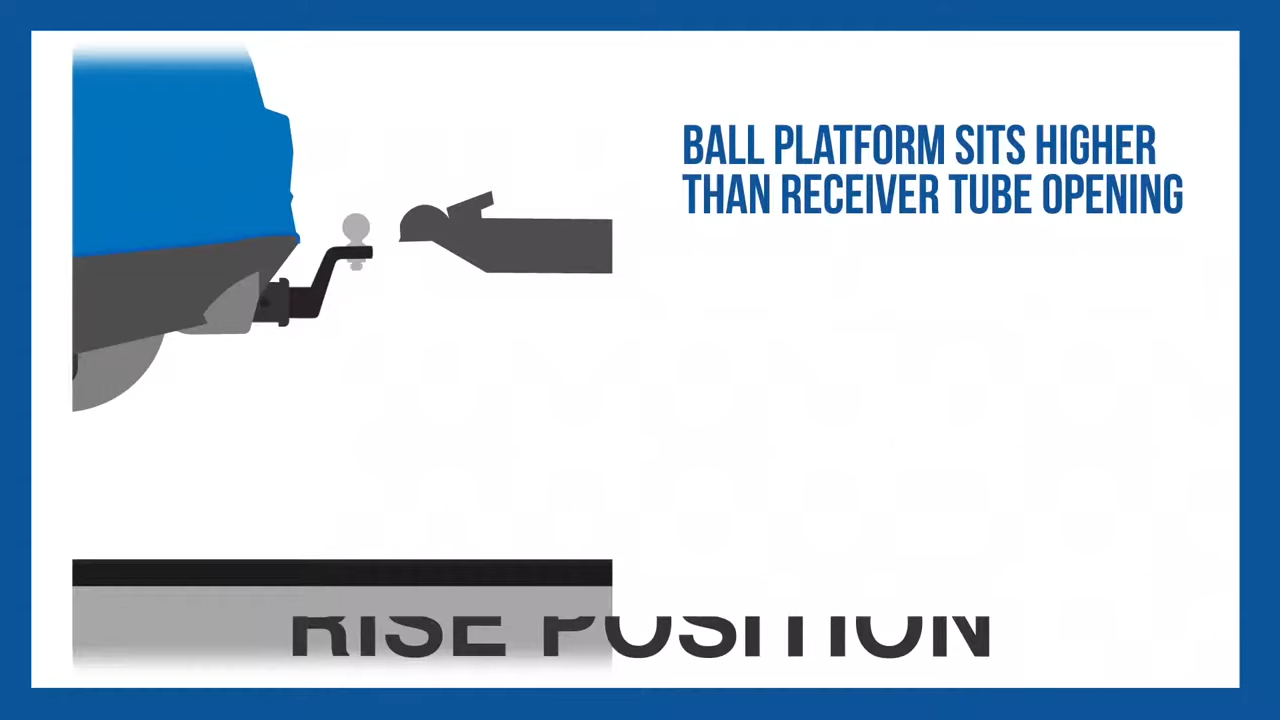 BALL PLATFORM SITS HIGHER
THAN RECEIVER TUBE OPENING
RISE POSITION